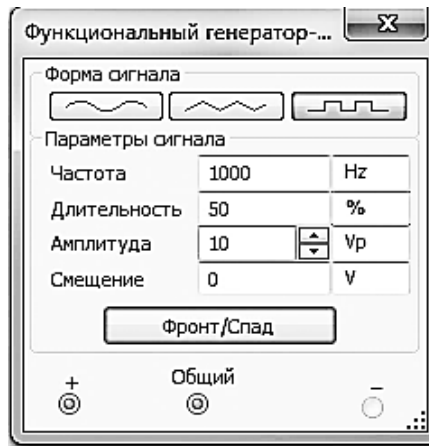 Функциональный генератор-...
Форма сигнала
Параметры сигнала
Частота 1000 Hz
Длительность 50 %
Амплитуда 10 Vp
Смещение 0 V
Фронт/Спад
+ Общий –